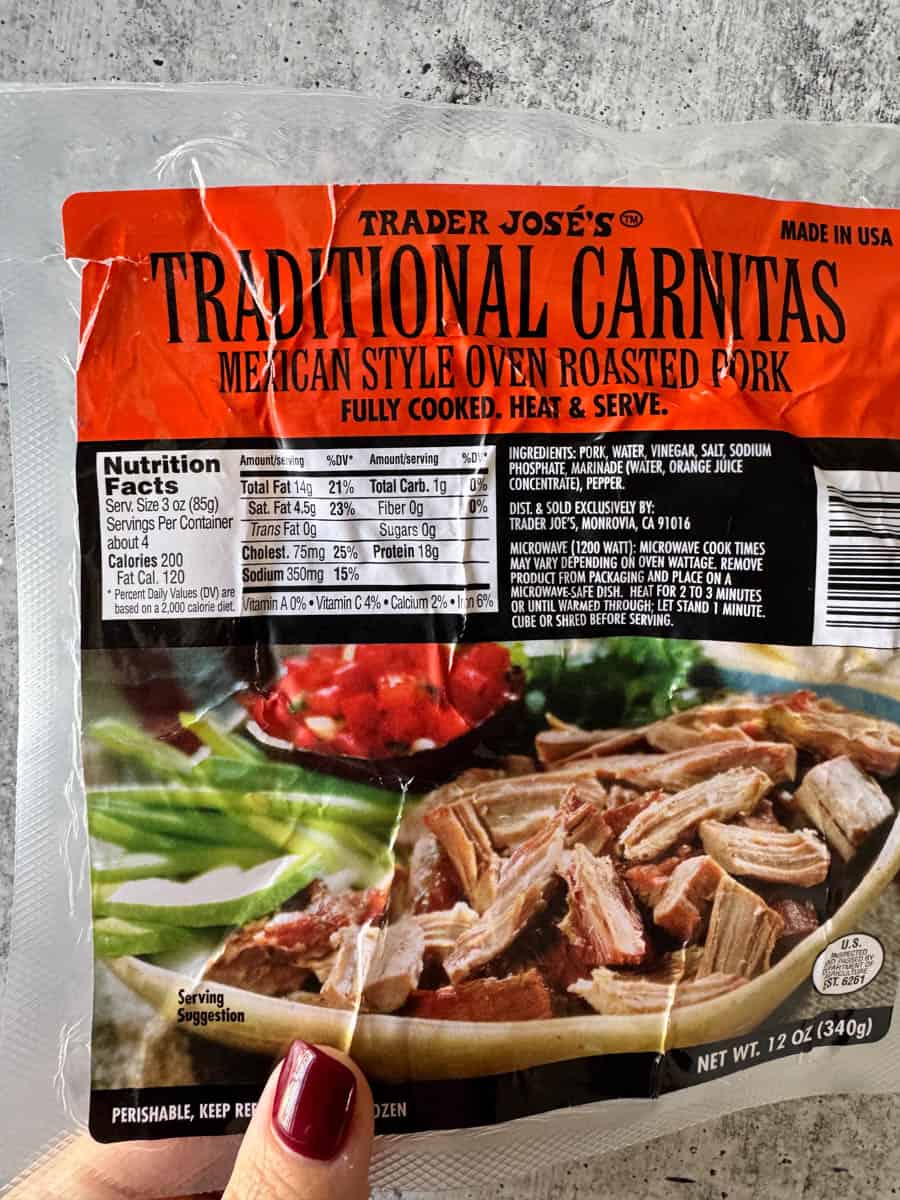 TRADER JOSÉ'S™
MADE IN USA
TRADITIONAL CARNITAS
MEXICAN STYLE OVEN ROASTED PORK
FULLY COOKED. HEAT & SERVE.
Nutrition
Facts
Serv. Size 3 oz (85g)
Servings Per Container
about 4
Calories 200
Fat Cal. 120
* Percent Daily Values (DV) are
based on a 2,000 calorie diet.
Amount/serving %DV* Amount/serving %DV*
Total Fat 14g 21% Total Carb. 1g 0%
Sat. Fat 4.5g 23% Fiber 0g 0%
Trans Fat 0g Sugars 0g
Cholest. 75mg 25% Protein 18g
Sodium 350mg 15%
Vitamin A 0% • Vitamin C 4% • Calcium 2% • Iron 6%
INGREDIENTS: PORK, WATER, VINEGAR, SALT, SODIUM
PHOSPHATE, MARINADE (WATER, ORANGE JUICE
CONCENTRATE), PEPPER.
DIST. & SOLD EXCLUSIVELY BY:
TRADER JOE'S, MONROVIA, CA 91016
MICROWAVE (1200 WATT): MICROWAVE COOK TIMES
MAY VARY DEPENDING ON OVEN WATTAGE. REMOVE
PRODUCT FROM PACKAGING AND PLACE ON A
MICROWAVE-SAFE DISH. HEAT FOR 2 TO 3 MINUTES
OR UNTIL WARMED THROUGH; LET STAND 1 MINUTE.
CUBE OR SHRED BEFORE SERVING.
U.S.
INSPECTED
AND PASSED BY
DEPARTMENT OF
AGRICULTURE
EST. 6261
Serving
Suggestion
NET WT. 12 OZ (340g)
PERISHABLE, KEEP